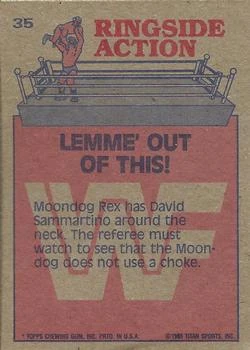 35
RINGSIDE
ACTION
LEMME' OUT
OF THIS!
WF
Moondog Rex has David
Sammartino around the
neck. The referee must
watch to see that the Moon-
dog does not use a choke.
* TOPPS CHEWING GUM, INC. PRTD. IN U.S.A.
© 1985 TITAN SPORTS, INC.